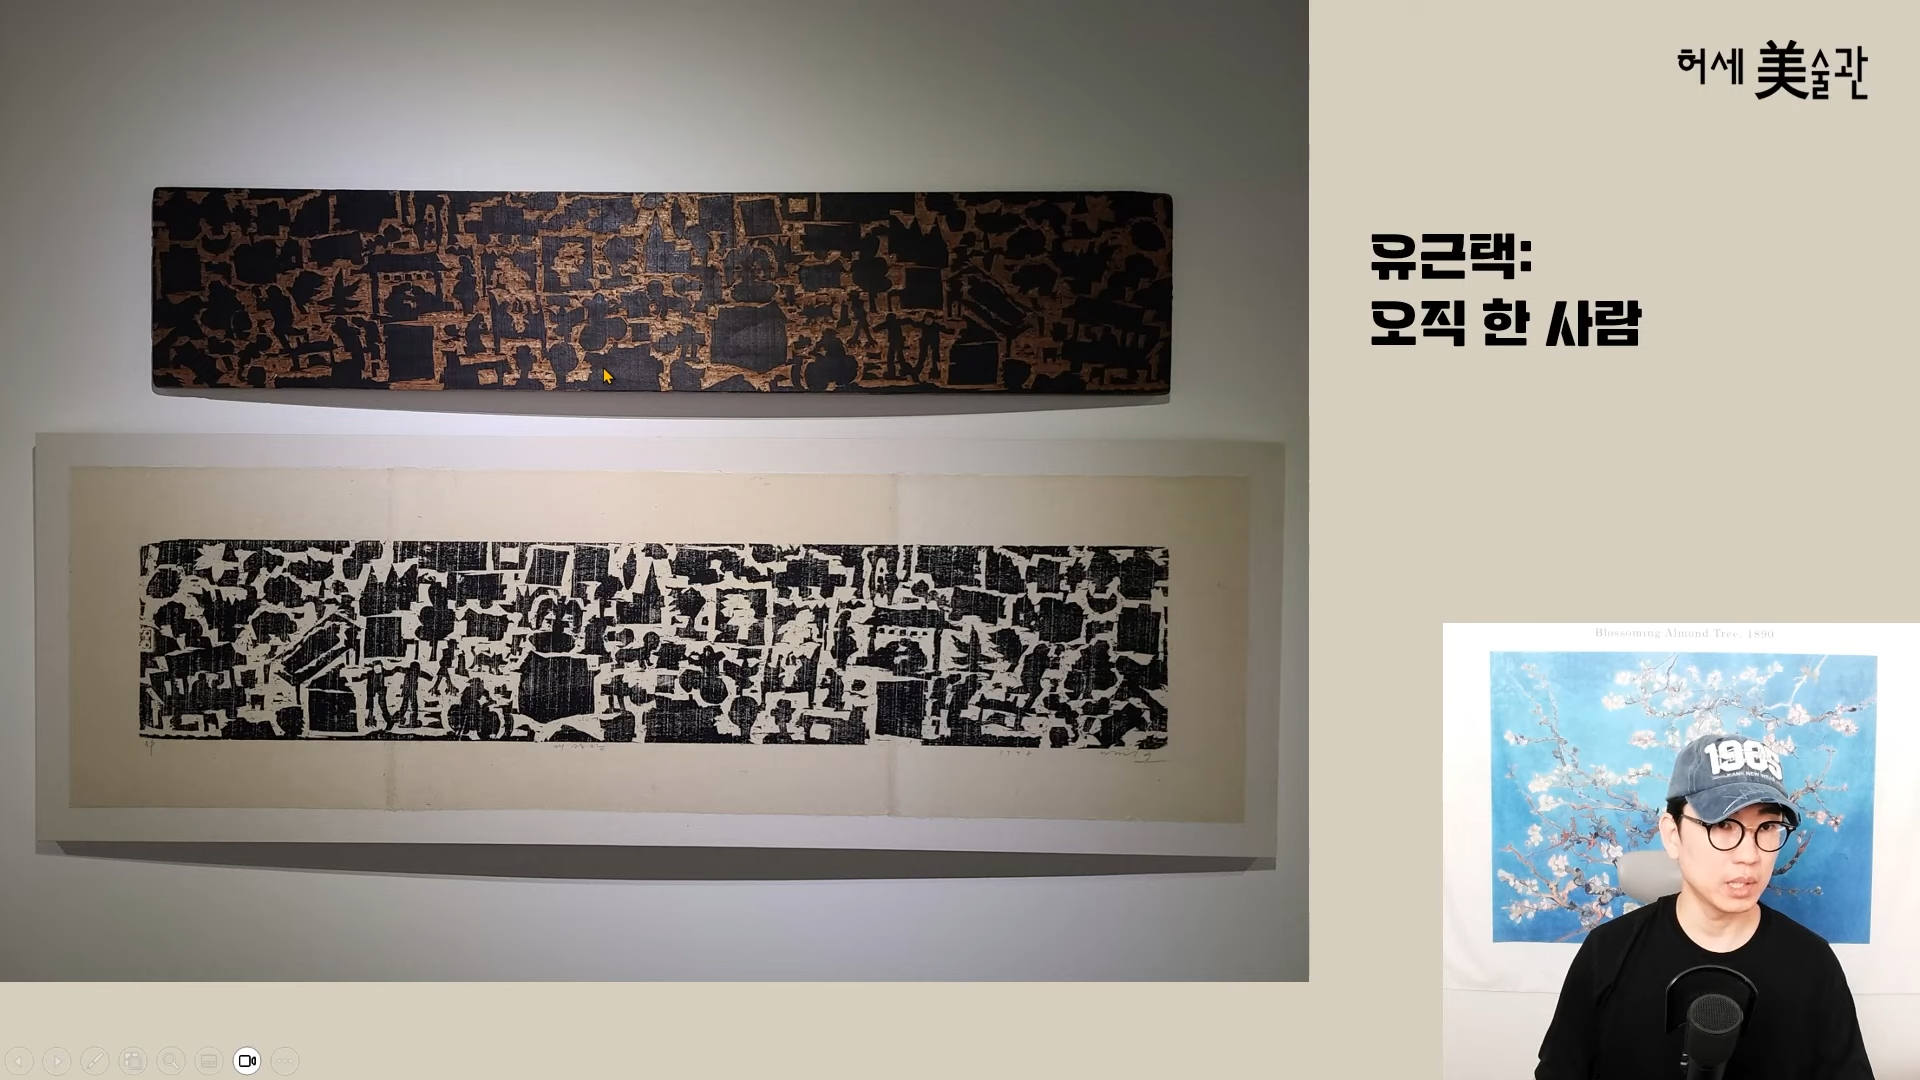 허세 美술관
유근택:
오직 한 사람
Blossoming Almond Tree. 1890
1985